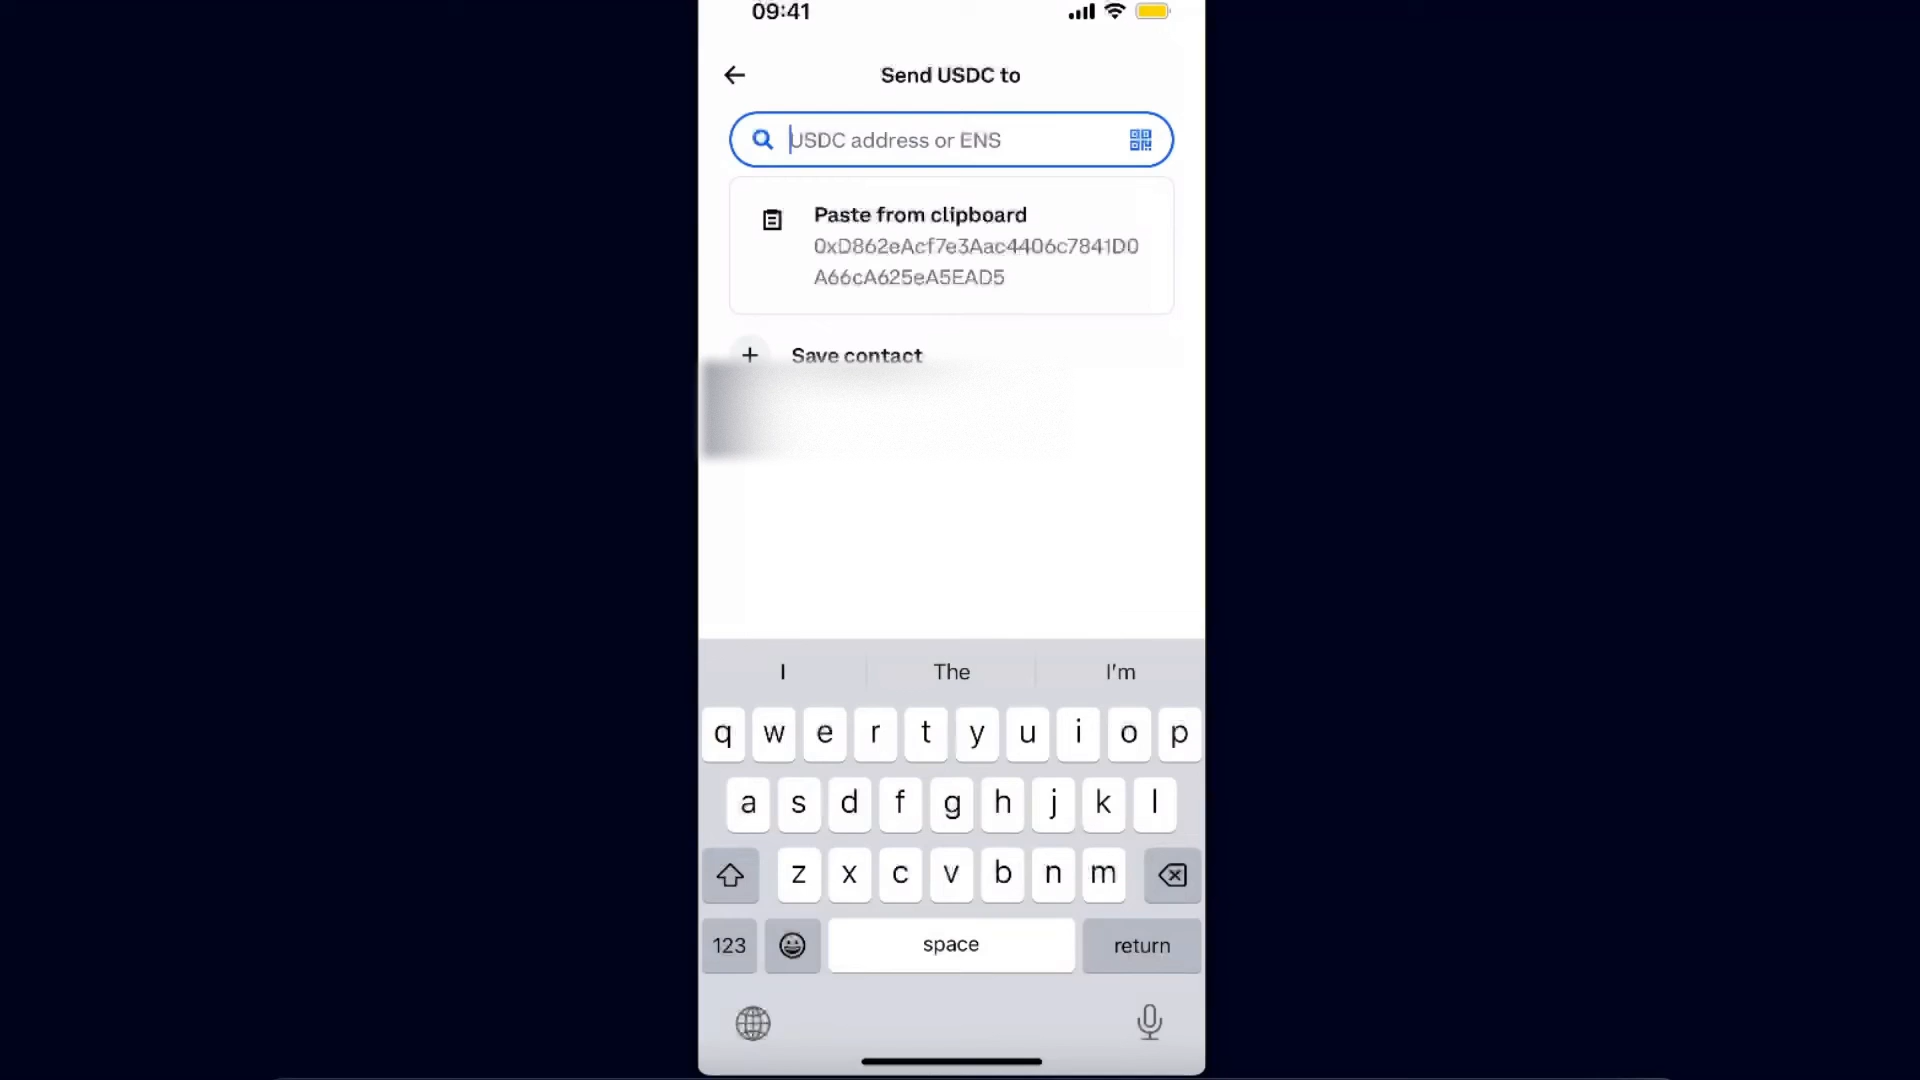 09:41
Send USDC to
USDC address or ENS
Paste from clipboard
0xD862eAcf7e3Aac4406c7841D0
A66cA625eA5EAD5
+ Save contact
I The I'm
q w e r t y u i o p
a s d f g h j k l
z x c v b n m
123 space return